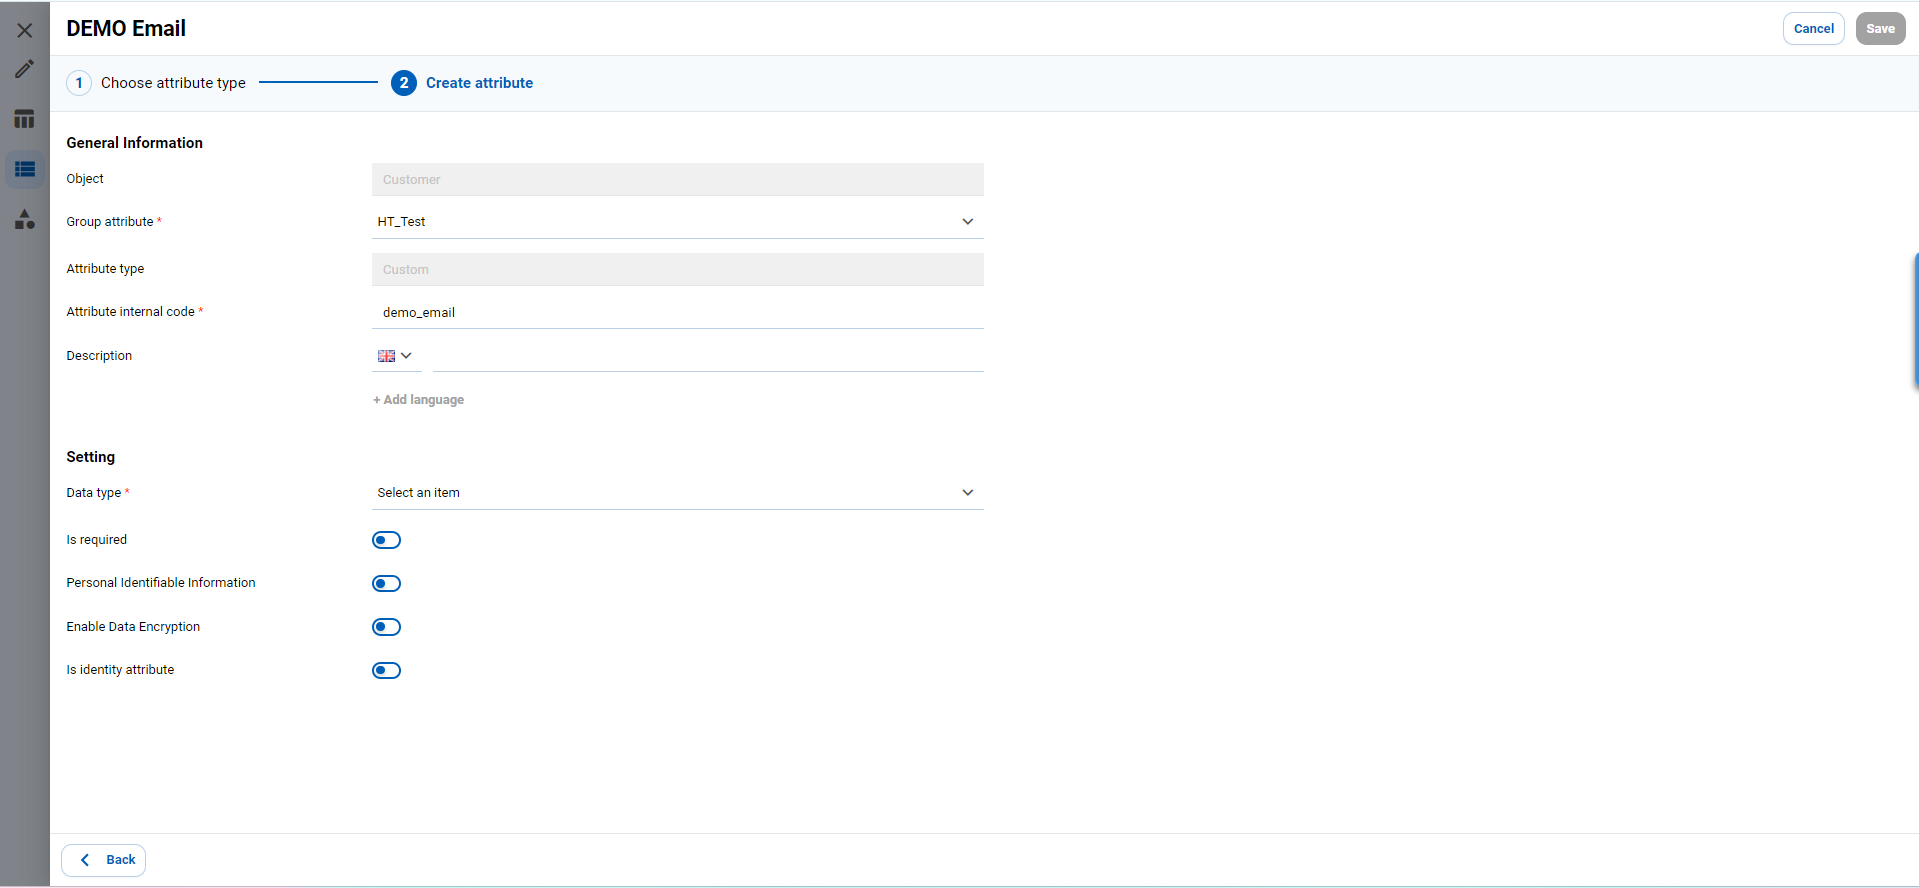 DEMO Email
Cancel
Save
1 Choose attribute type
2 Create attribute
General Information
Object
Customer
Group attribute *
HT_Test
Attribute type
Custom
Attribute internal code *
demo_email
Description
+ Add language
Setting
Data type *
Select an item
Is required
Personal Identifiable Information
Enable Data Encryption
Is identity attribute
Back